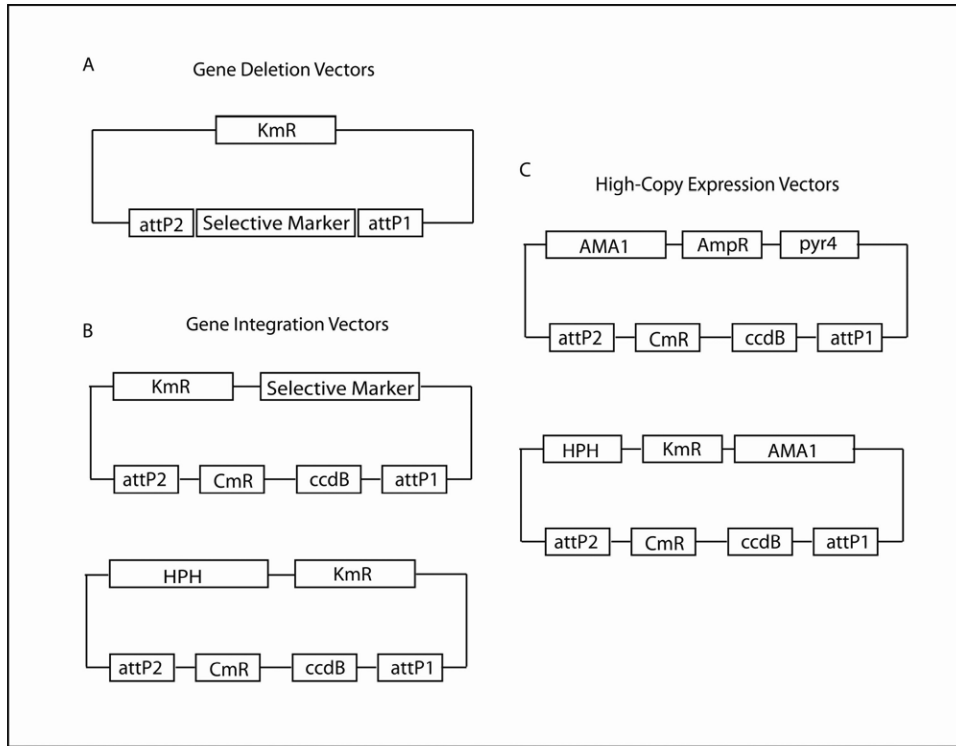 A
Gene Deletion Vectors
KmR
attP2 Selective Marker attP1
B
Gene Integration Vectors
KmR Selective Marker
attP2 CmR ccdB attP1
HPH KmR
attP2 CmR ccdB attP1
C
High-Copy Expression Vectors
AMA1 AmpR pyr4
attP2 CmR ccdB attP1
HPH KmR AMA1
attP2 CmR ccdB attP1